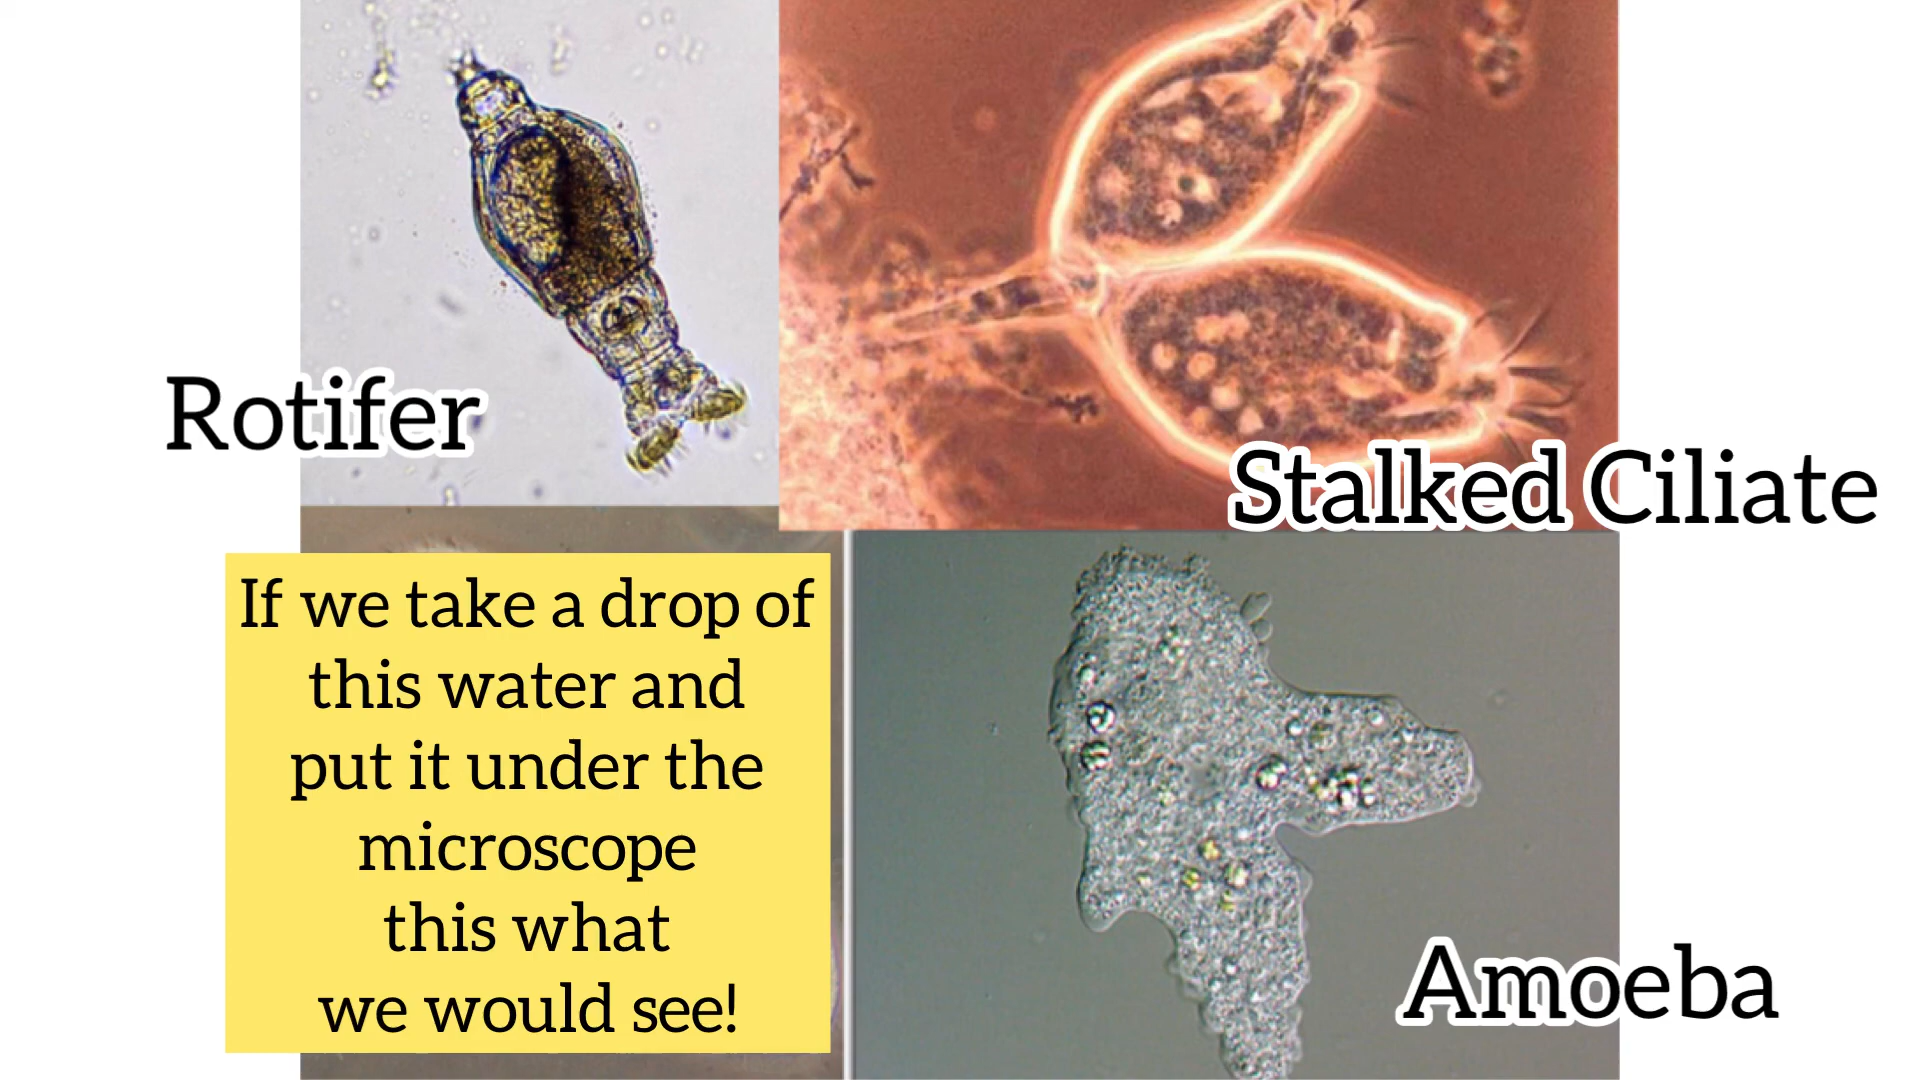 Rotifer
Stalked Ciliate
If we take a drop of
this water and
put it under the
microscope
this what
we would see!
Amoeba